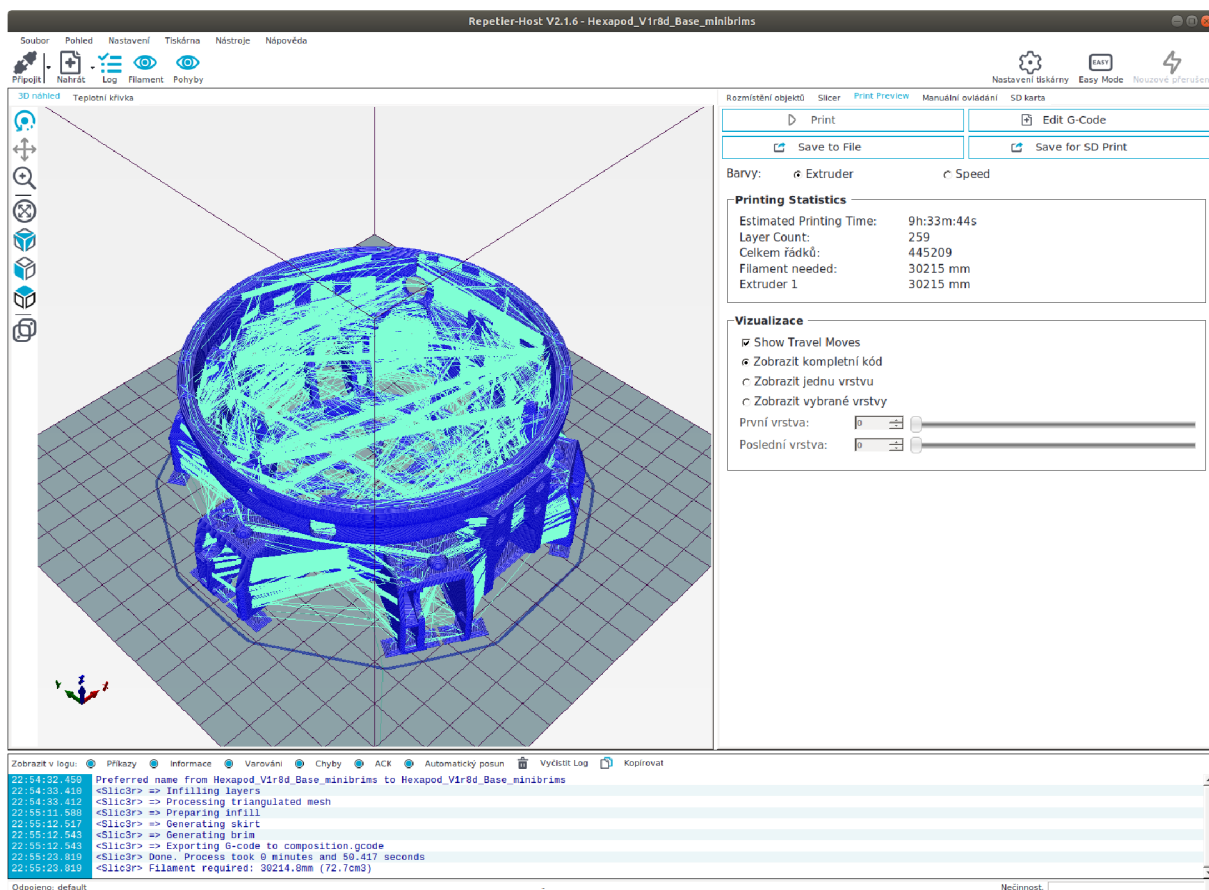 Repetier-Host V2.1.6 - Hexapod_V1r8d_Base_minibrims
Soubor Pohled Nastavení Tiskárna Nástroje Nápověda
Připojit Nahrát Log Filament Pohyby
EASY
Nastavení tiskárny Easy Mode Nouzové přerušen
3D náhled Teplotní křivka
Rozmístění objektů Slicer Print Preview Manuální ovládání SD karta
Print Edit G-Code
Save to File Save for SD Print
Barvy: Extruder Speed
Printing Statistics
Estimated Printing Time: 9h:33m:44s
Layer Count: 259
Celkem řádků: 445209
Filament needed: 30215 mm
Extruder 1 30215 mm
Vizualizace
Show Travel Moves
Zobrazit kompletní kód
Zobrazit jednu vrstvu
Zobrazit vybrané vrstvy
První vrstva: 0
Poslední vrstva: 0
Zobrazit v logu: Příkazy Informace Varování Chyby ACK Automatický posun Vyčistit Log Kopírovat
22:54:32.450 Preferred name from Hexapod_V1r8d_Base_minibrims to Hexapod_V1r8d_Base_minibrims
22:54:33.410 <Slic3r> => Infilling layers
22:54:33.412 <Slic3r> => Processing triangulated mesh
22:55:11.588 <Slic3r> => Preparing infill
22:55:12.517 <Slic3r> => Generating skirt
22:55:12.543 <Slic3r> => Generating brim
22:55:12.543 <Slic3r> => Exporting G-code to composition.gcode
22:55:23.819 <Slic3r> Done. Process took 0 minutes and 50.417 seconds
22:55:23.819 <Slic3r> Filament required: 30214.8mm (72.7cm3)
Odpojeno: default Nečinnost.